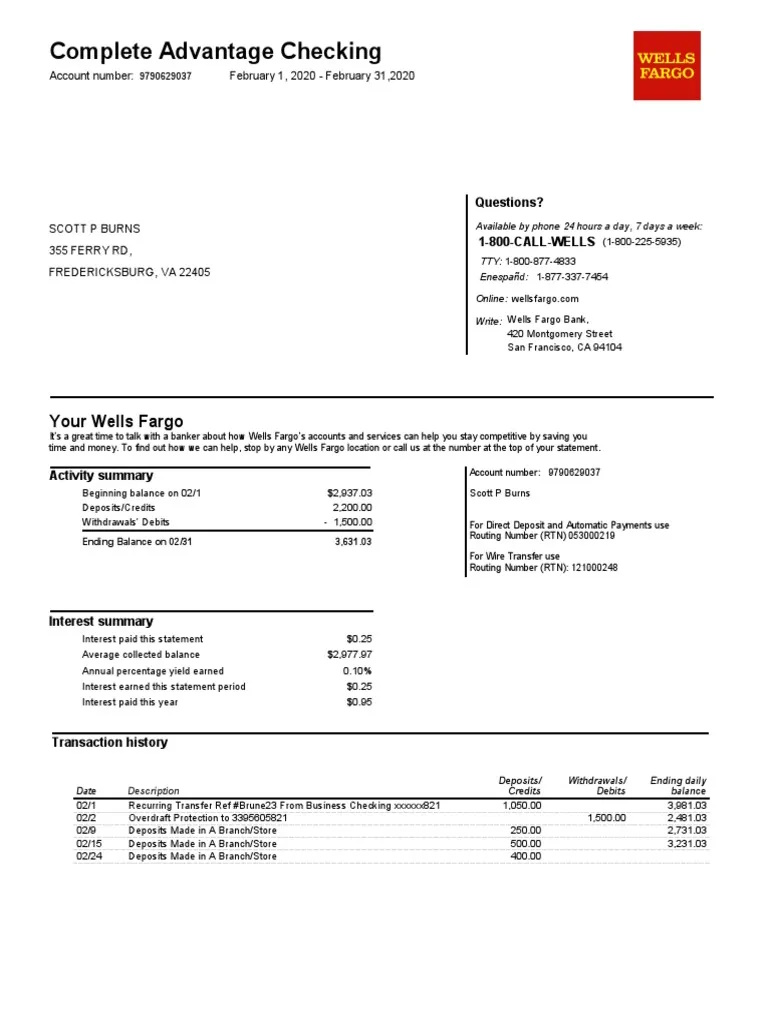 Complete Advantage Checking
Account number: 9790629037 February 1, 2020 - February 31,2020
WELLS
FARGO
SCOTT P BURNS
355 FERRY RD,
FREDERICKSBURG, VA 22405
Questions?
Available by phone 24 hours a day, 7 days a week:
1-800-CALL-WELLS (1-800-225-5935)
TTY: 1-800-877-4833
Enespañd: 1-877-337-7454
Online: wellsfargo.com
Write: Wells Fargo Bank,
420 Montgomery Street
San Francisco, CA 94104
Your Wells Fargo
It's a great time to talk with a banker about how Wells Fargo's accounts and services can help you stay competitive by saving you
time and money. To find out how we can help, stop by any Wells Fargo location or call us at the number at the top of your statement.
Activity summary
Beginning balance on 02/1 $2,937.03
Deposits/Credits 2,200.00
Withdrawals' Debits - 1,500.00
Ending Balance on 02/31 3,631.03
Account number: 9790629037
Scott P Burns
For Direct Deposit and Automatic Payments use
Routing Number (RTN) 053000219
For Wire Transfer use
Routing Number (RTN): 121000248
Interest summary
Interest paid this statement $0.25
Average collected balance $2,977.97
Annual percentage yield earned 0.10%
Interest earned this statement period $0.25
Interest paid this year $0.95
Transaction history
Date Description Deposits/ Credits Withdrawals/ Debits Ending daily balance
02/1 Recurring Transfer Ref #Brune23 From Business Checking xxxxxx821 1,050.00 3,981.03
02/2 Overdraft Protection to 3395605821 1,500.00 2,481.03
02/9 Deposits Made in A Branch/Store 250.00 2,731.03
02/15 Deposits Made in A Branch/Store 500.00 3,231.03
02/24 Deposits Made in A Branch/Store 400.00